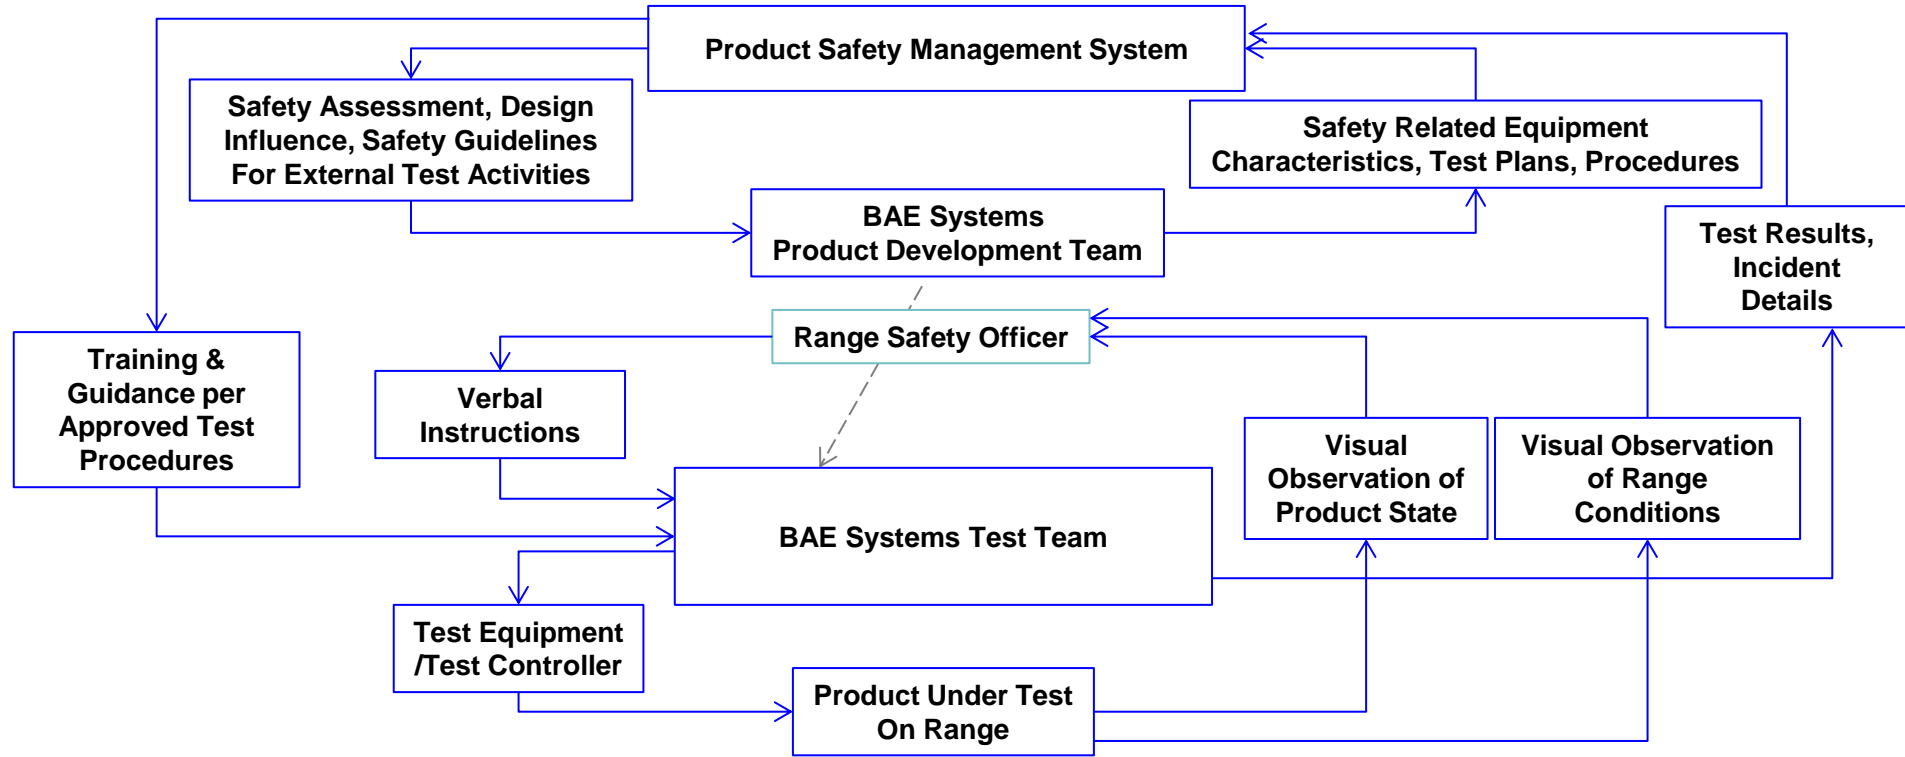 Product Safety Management System
Safety Assessment, Design
Influence, Safety Guidelines
For External Test Activities
Safety Related Equipment
Characteristics, Test Plans, Procedures
BAE Systems
Product Development Team
Test Results,
Incident
Details
Range Safety Officer
Training &
Guidance per
Approved Test
Procedures
Verbal
Instructions
Visual
Observation of
Product State
Visual Observation
of Range
Conditions
BAE Systems Test Team
Test Equipment
/Test Controller
Product Under Test
On Range